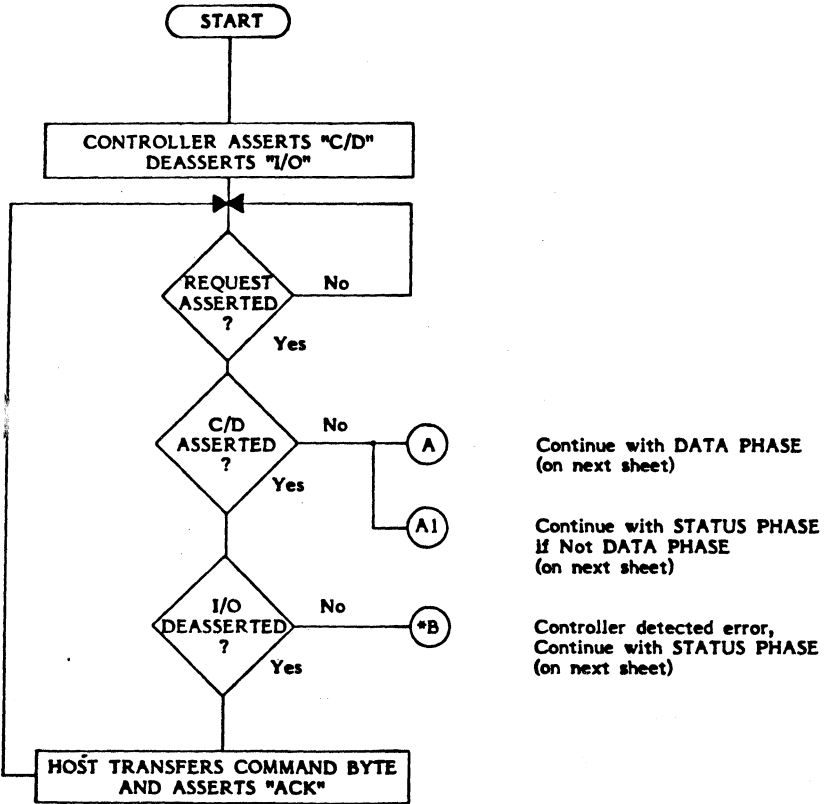 START
CONTROLLER ASSERTS "C/D"
DEASSERTS "I/O"
REQUEST
ASSERTED
?
No
Yes
C/D
ASSERTED
?
No
Yes
A
Continue with DATA PHASE
(on next sheet)
A1
Continue with STATUS PHASE
if Not DATA PHASE
(on next sheet)
I/O
DEASSERTED
?
No
Yes
*B
Controller detected error,
Continue with STATUS PHASE
(on next sheet)
HOST TRANSFERS COMMAND BYTE
AND ASSERTS "ACK"